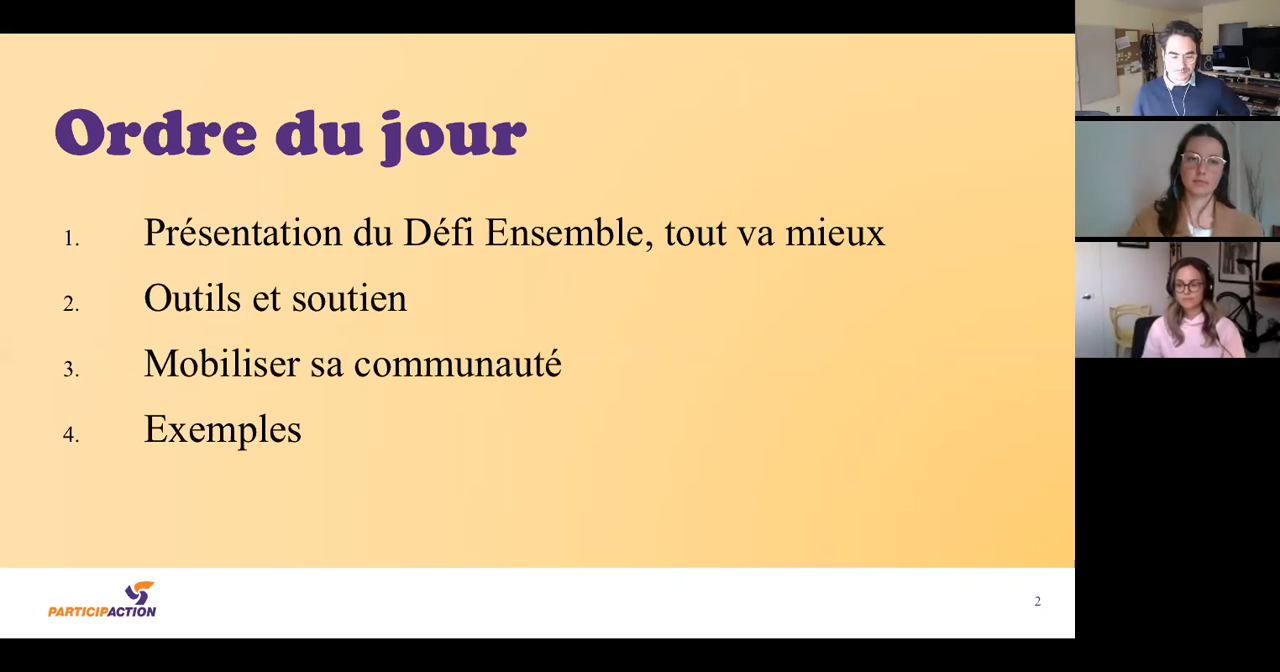 Ordre du jour
1. Présentation du Défi Ensemble, tout va mieux
2. Outils et soutien
3. Mobiliser sa communauté
4. Exemples
PARTICIPACTION
2